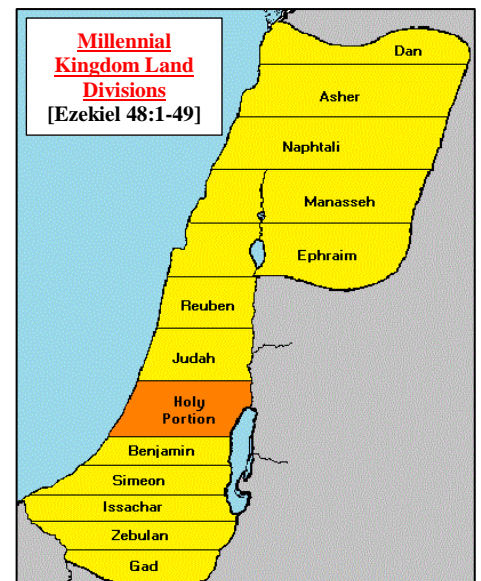 Millennial
Kingdom Land
Divisions
[Ezekiel 48:1-49]
Dan
Asher
Naphtali
Manasseh
Ephraim
Reuben
Judah
Holy
Portion
Benjamin
Simeon
Issachar
Zebulan
Gad